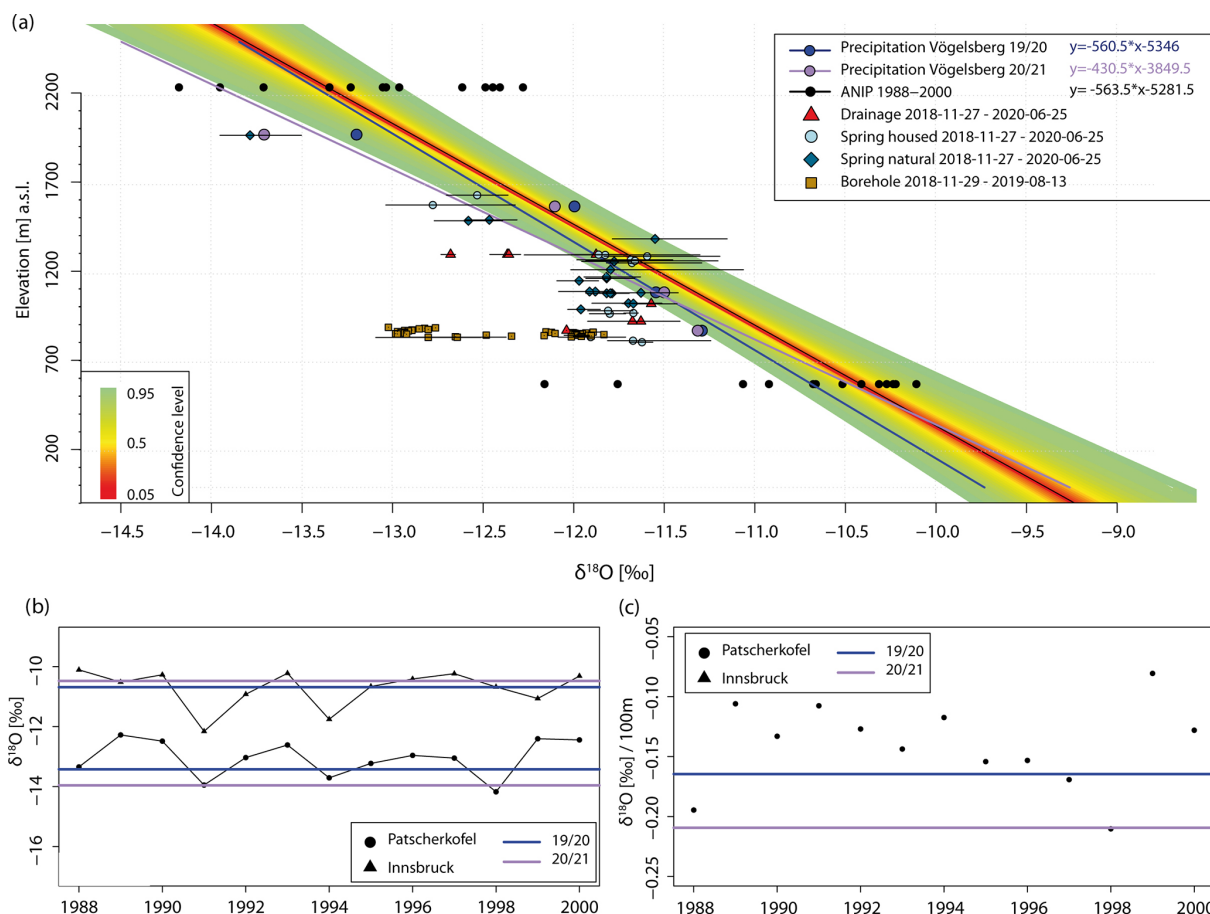 (a)
Precipitation Vögelsberg 19/20 y=-560.5*x-5346
Precipitation Vögelsberg 20/21 y=-430.5*x-3849.5
ANIP 1988−2000 y= -563.5*x-5281.5
Drainage 2018-11-27 - 2020-06-25
Spring housed 2018-11-27 - 2020-06-25
Spring natural 2018-11-27 - 2020-06-25
Borehole 2018-11-29 - 2019-08-13
Elevation [m] a.s.l.
2200
1700
1200
700
200
0.95
0.5
0.05
Confidence level
−14.5 −14.0 −13.5 −13.0 −12.5 −12.0 −11.5 −11.0 −10.5 −10.0 −9.5 −9.0
δ18O [‰]
(b)
δ18O [‰]
−10
−12
−14
−16
Patscherkofel 19/20
Innsbruck 20/21
1988 1990 1992 1994 1996 1998 2000
(c)
δ18O [‰] / 100m
−0.05
−0.10
−0.15
−0.20
−0.25
Patscherkofel 19/20
Innsbruck 20/21
1988 1990 1992 1994 1996 1998 2000